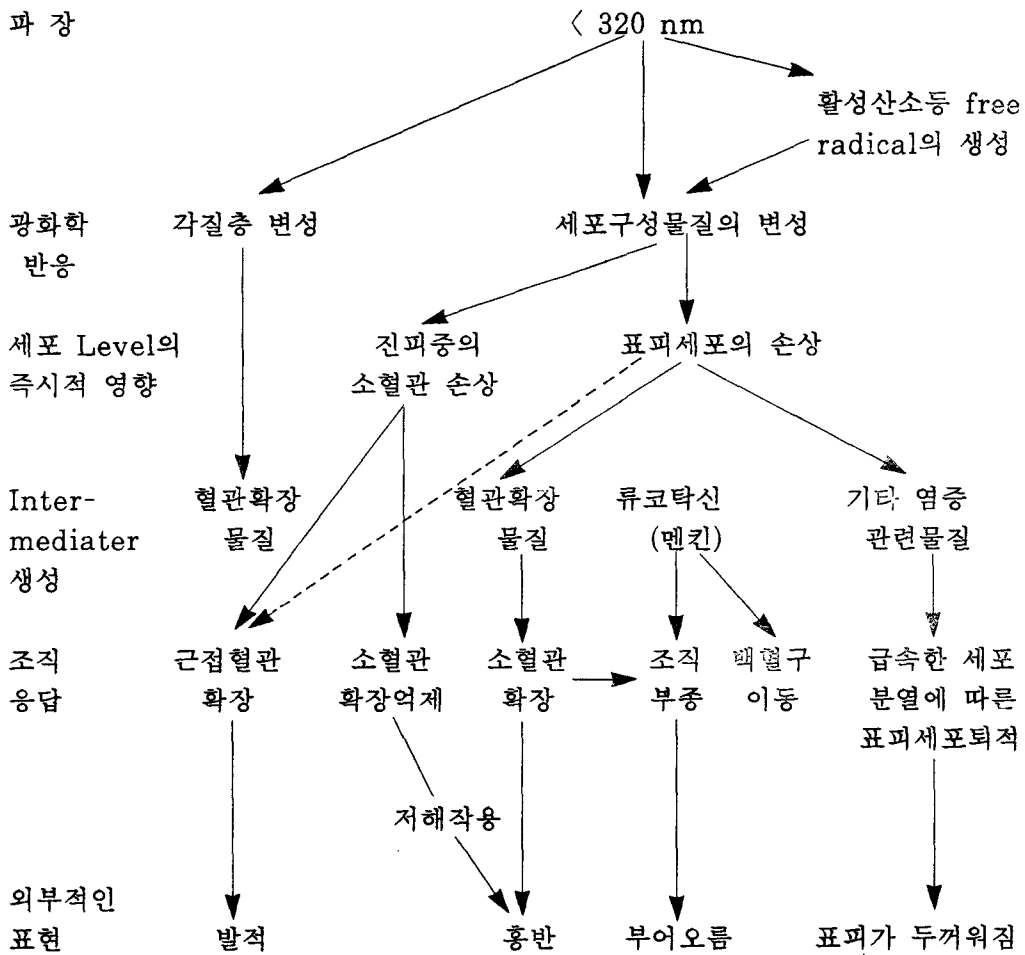 파 장
< 320 nm
활성산소등 free
radical의 생성
광화학
반응
각질층 변성
세포구성물질의 변성
세포 Level의
즉시적 영향
진피중의
소혈관 손상
표피세포의 손상
Inter-
mediater
생성
혈관확장
물질
혈관확장
물질
류코탁신
(멘킨)
기타 염증
관련물질
조직
응답
근접혈관
확장
소혈관
확장억제
소혈관
확장
조직
부종
백혈구
이동
급속한 세포
분열에 따른
표피세포퇴적
저해작용
외부적인
표현
발적
홍반
부어오름
표피가 두꺼워짐